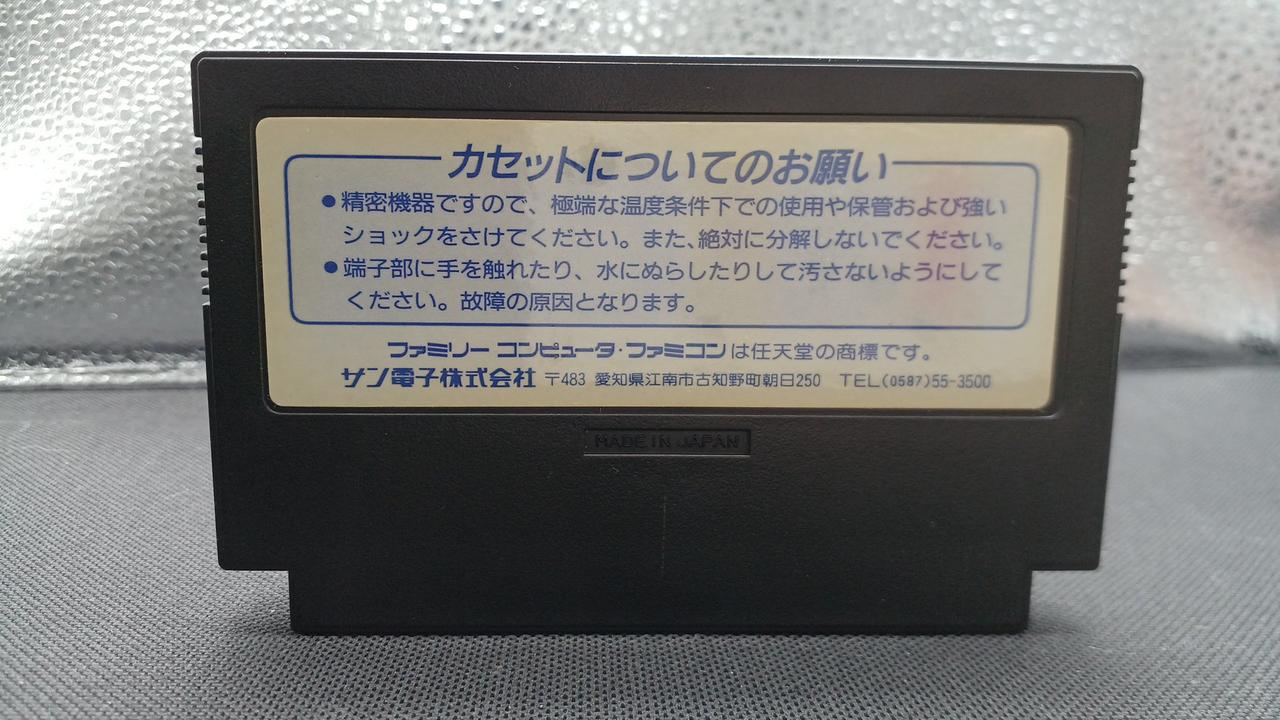 カセットについてのお願い
●精密機器ですので、極端な温度条件下での使用や保管および強い
ショックをさけてください。また、絶対に分解しないでください。
●端子部に手を触れたり、水にぬらしたりして汚さないようにして
ください。故障の原因となります。
ファミリーコンピュータ・ファミコンは任天堂の商標です。
サン電子株式会社 〒483 愛知県江南市古知野町朝日250 TEL(0587)55-3500
MADE IN JAPAN